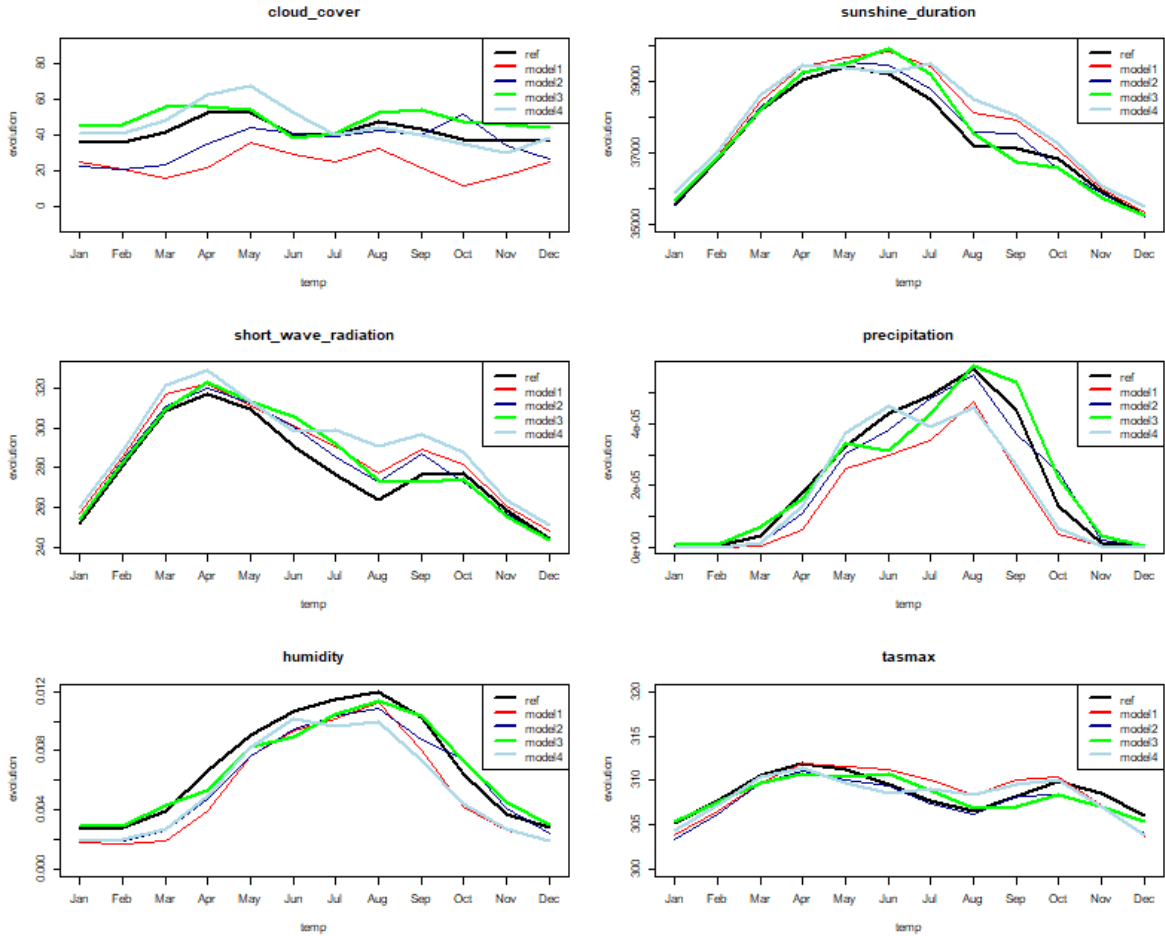 cloud_cover
evolution
0
20
40
60
80
Jan Feb Mar Apr May Jun Jul Aug Sep Oct Nov Dec
temp
ref
model1
model2
model3
model4
sunshine_duration
evolution
35000
37000
39000
Jan Feb Mar Apr May Jun Jul Aug Sep Oct Nov Dec
temp
ref
model1
model2
model3
model4
short_wave_radiation
evolution
240
260
280
300
320
Jan Feb Mar Apr May Jun Jul Aug Sep Oct Nov Dec
temp
ref
model1
model2
model3
model4
precipitation
evolution
0e+00
2e-05
4e-05
Jan Feb Mar Apr May Jun Jul Aug Sep Oct Nov Dec
temp
ref
model1
model2
model3
model4
humidity
evolution
0.000
0.004
0.008
0.012
Jan Feb Mar Apr May Jun Jul Aug Sep Oct Nov Dec
temp
ref
model1
model2
model3
model4
tasmax
evolution
300
305
310
315
320
Jan Feb Mar Apr May Jun Jul Aug Sep Oct Nov Dec
temp
ref
model1
model2
model3
model4